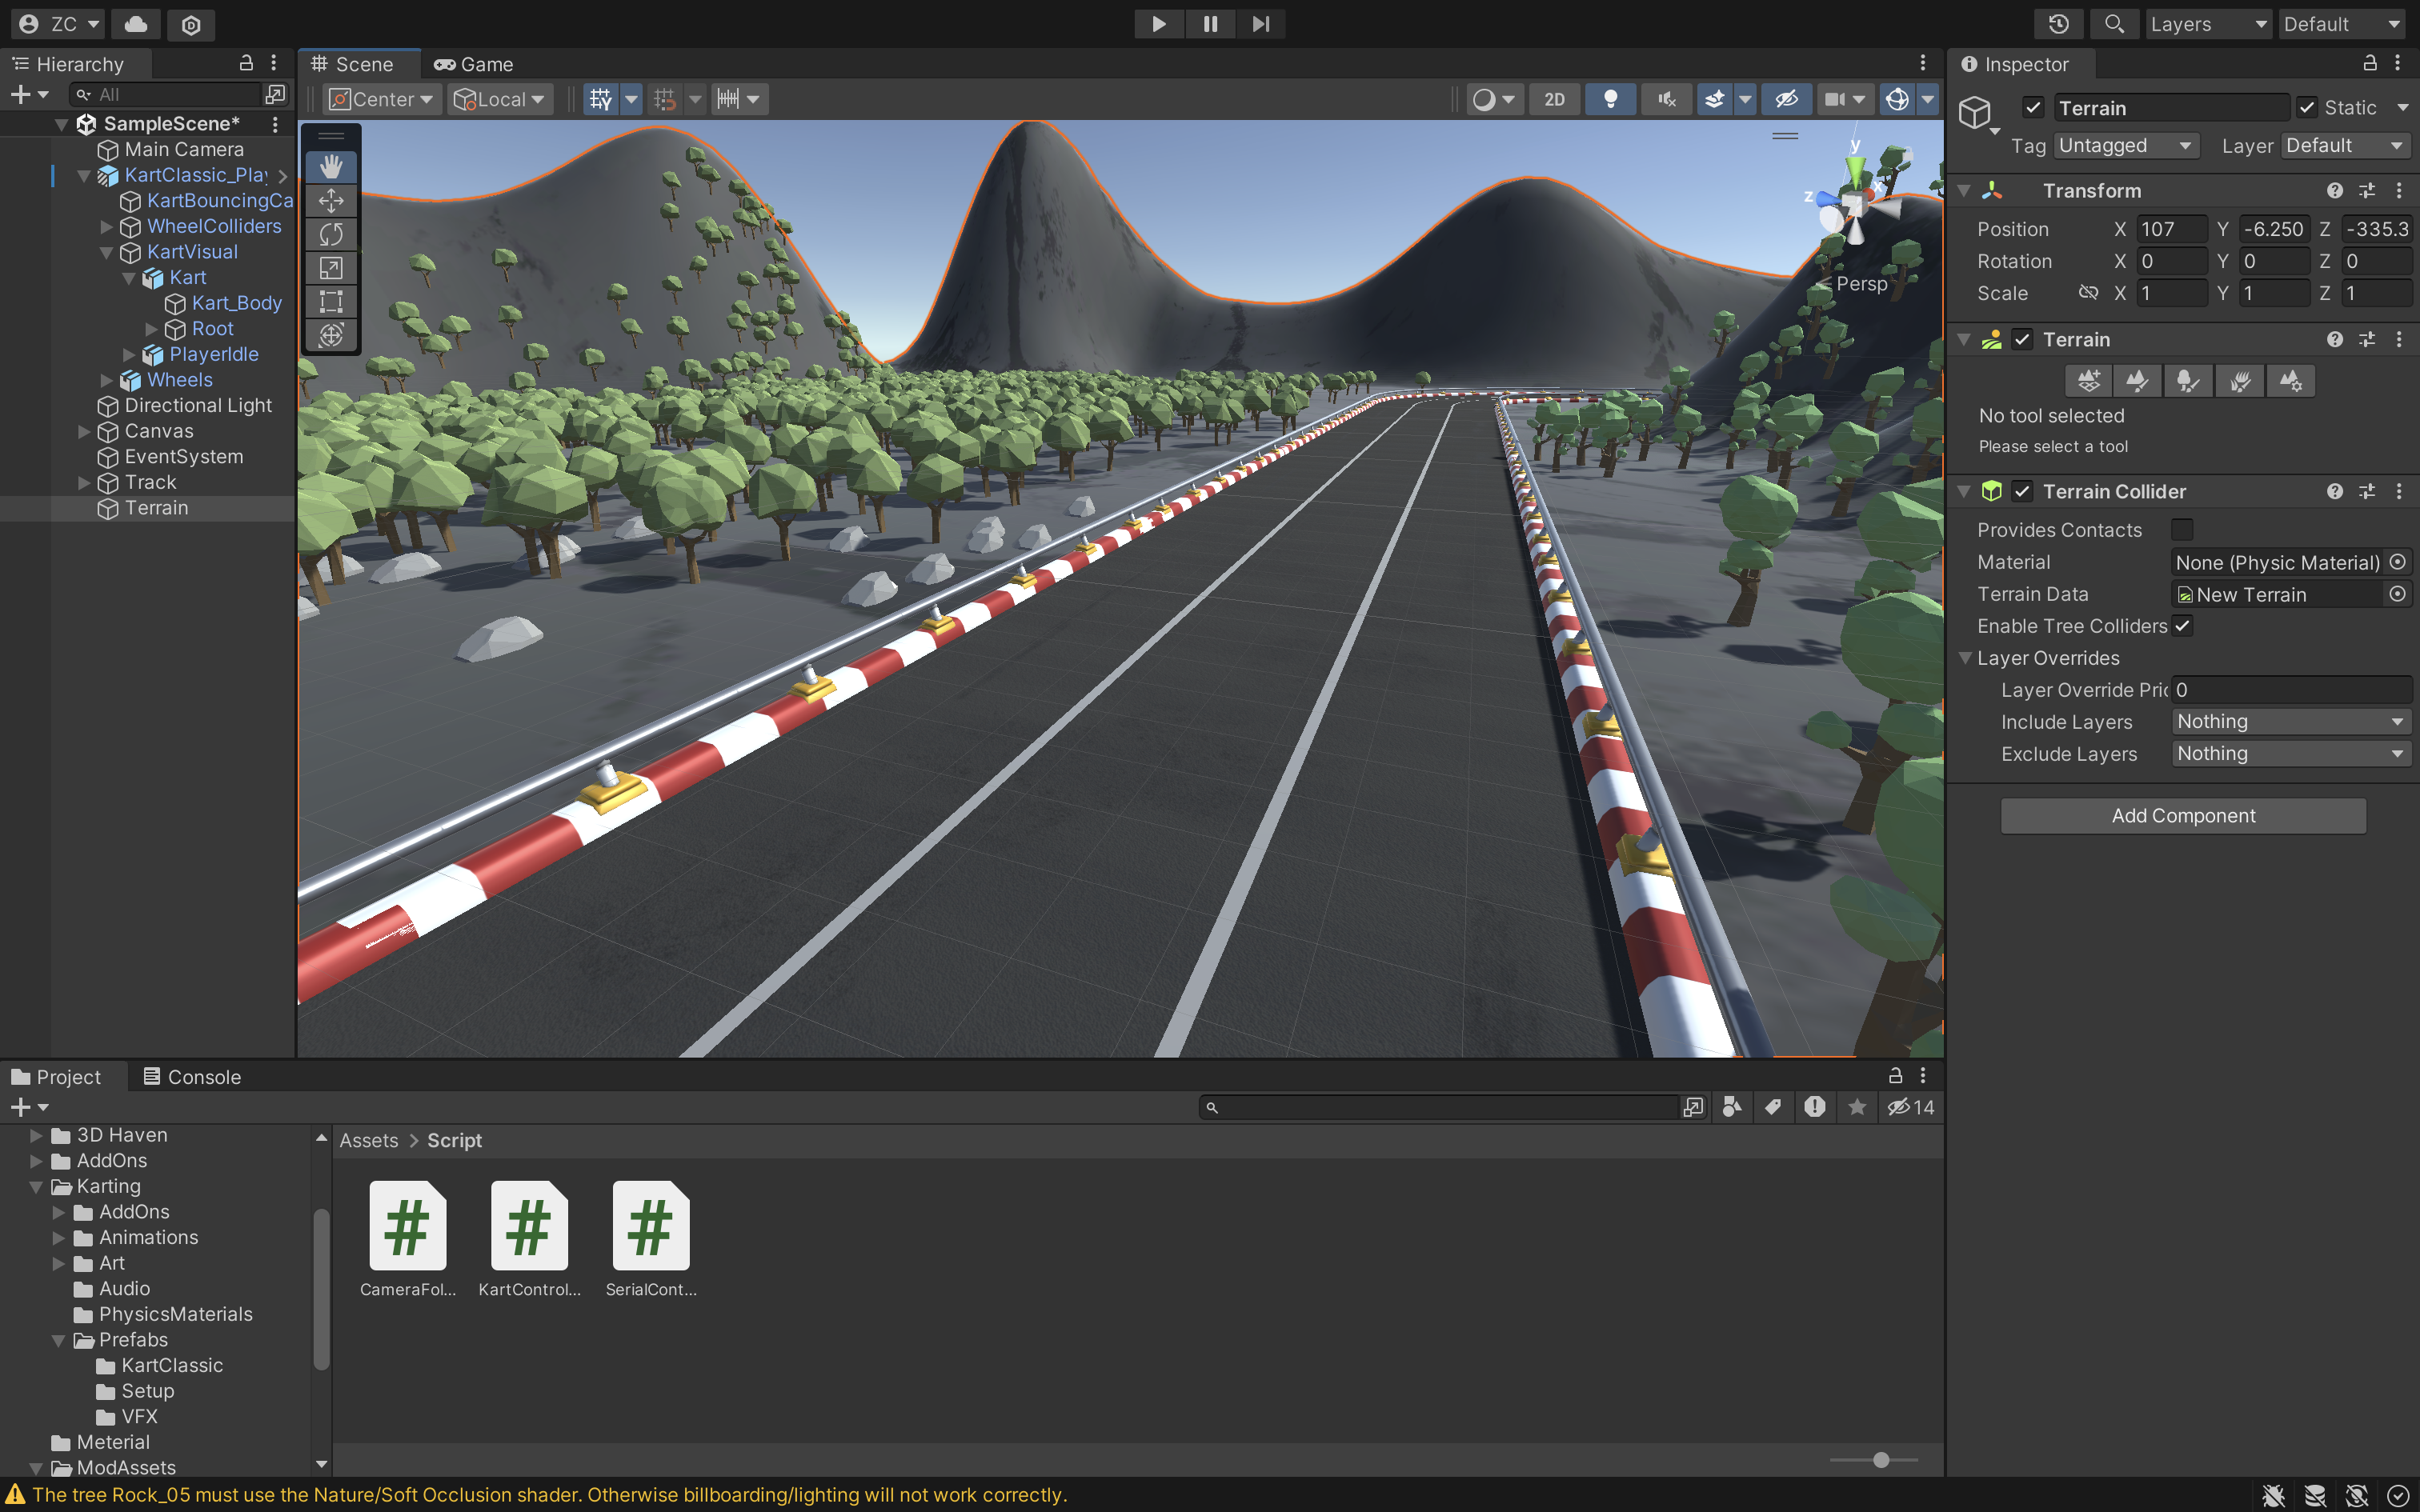 ZC
Layers
Default
Hierarchy
All
SampleScene*
Main Camera
KartClassic_Play
KartBouncingCa
WheelColliders
KartVisual
Kart
Kart_Body
Root
PlayerIdle
Wheels
Directional Light
Canvas
EventSystem
Track
Terrain
Scene
Game
Center
Local
2D
y
x
z
Persp
Inspector
Terrain
Static
Tag Untagged Layer Default
Transform
Position X 107 Y -6.250 Z -335.3
Rotation X 0 Y 0 Z 0
Scale X 1 Y 1 Z 1
Terrain
No tool selected
Please select a tool
Terrain Collider
Provides Contacts
Material None (Physic Material)
Terrain Data New Terrain
Enable Tree Colliders
Layer Overrides
Layer Override Pric 0
Include Layers Nothing
Exclude Layers Nothing
Add Component
Project
Console
14
3D Haven
AddOns
Karting
AddOns
Animations
Art
Audio
PhysicsMaterials
Prefabs
KartClassic
Setup
VFX
Meterial
ModAssets
Assets > Script
# # #
CameraFol... KartControl... SerialCont...
The tree Rock_05 must use the Nature/Soft Occlusion shader. Otherwise billboarding/lighting will not work correctly.